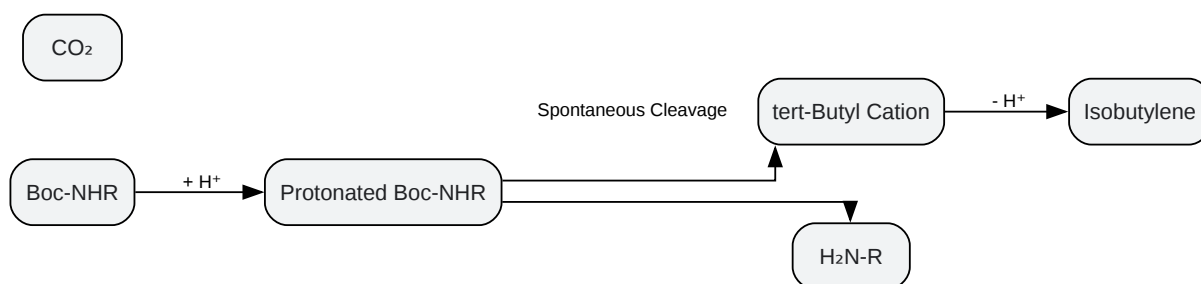 CO₂
Spontaneous Cleavage
tert-Butyl Cation
- H⁺
Isobutylene
Boc-NHR
+ H⁺
Protonated Boc-NHR
H₂N-R